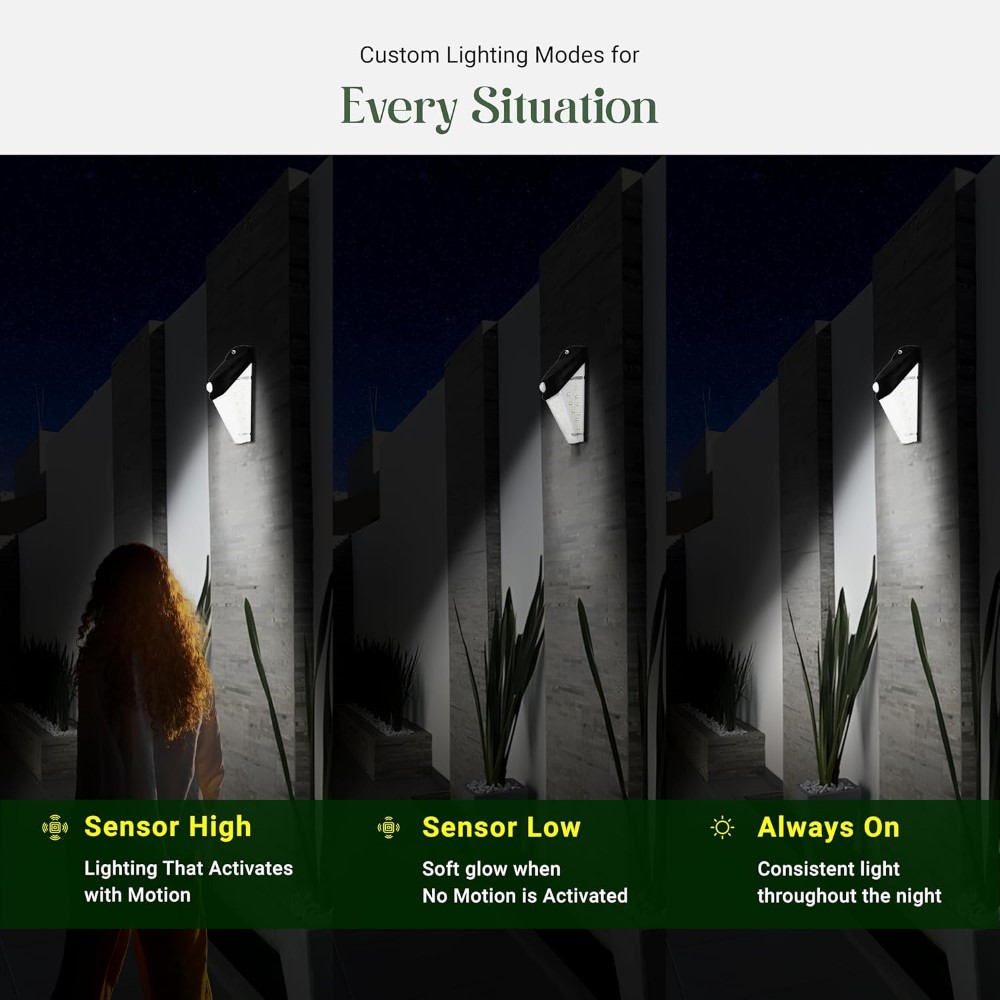 Custom Lighting Modes for
Every Situation
Sensor High
Lighting That Activates
with Motion
Sensor Low
Soft glow when
No Motion is Activated
Always On
Consistent light
throughout the night